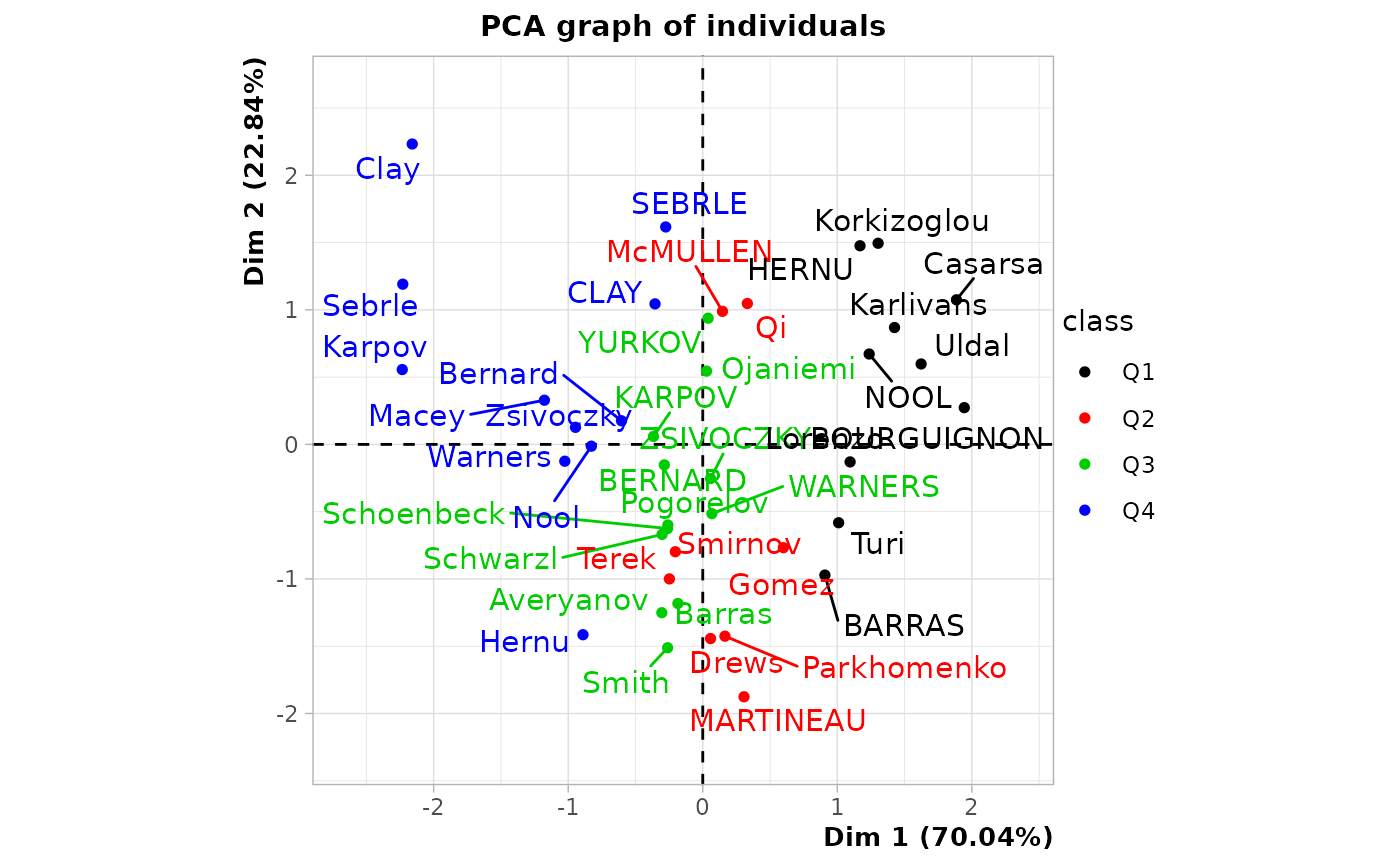 PCA graph of individuals
Dim 2 (22.84%)
2
1
0
-1
-2
Clay
SEBRLE
Korkizoglou
McMULLEN
HERNU
Casarsa
CLAY
Sebrle
Karlivans
Qi
YURKOV
Karpov
Uldal
Bernard
Ojaniemi
KARPOV
NOOL
Macey
Zsivoczky
ZSIVOCZKY
Lorenzo
BOURGUIGNON
Warners
BERNARD
WARNERS
Pogorelov
Schoenbeck
Nool
Smirnov
Turi
Schwarzl
Terek
Gomez
Averyanov
Barras
BARRAS
Hernu
Drews
Parkhomenko
Smith
MARTINEAU
-2
-1
0
1
2
Dim 1 (70.04%)
class
Q1
Q2
Q3
Q4